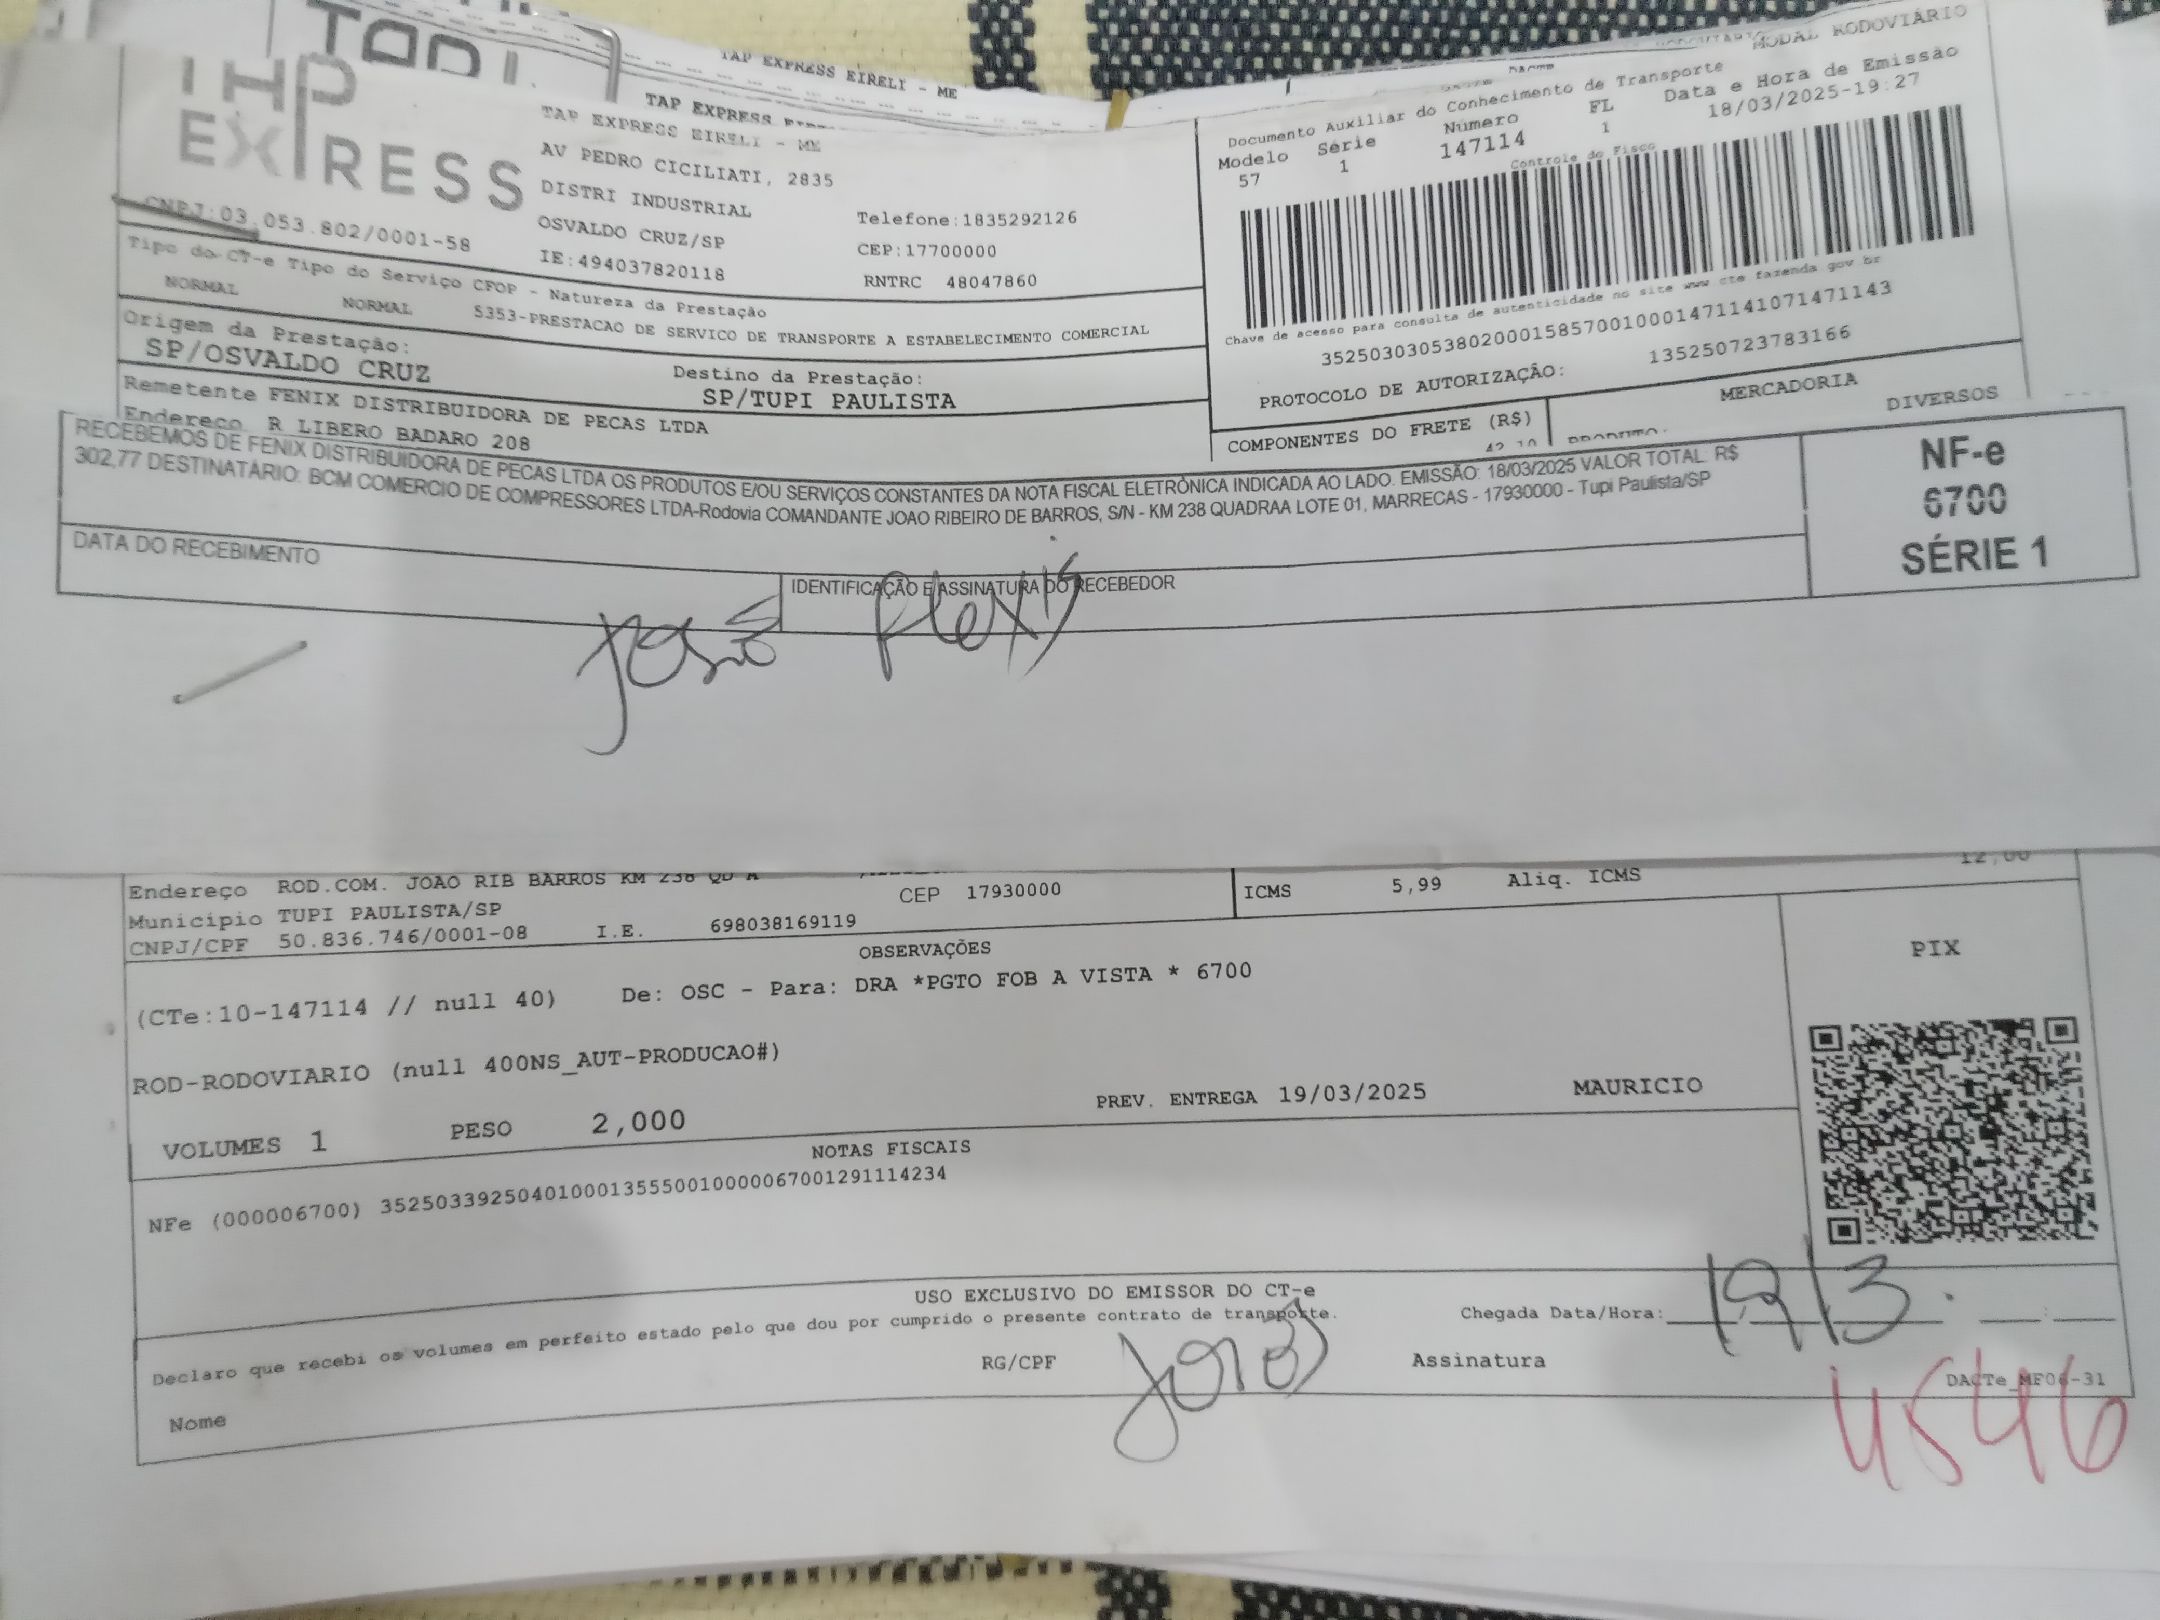 TAP EXPRESS EIRELI - ME
TAP EXPRESS
TAP
EXPRESS
TAP EXPRESS EIRELI - ME
AV PEDRO CICILIATI, 2835
DISTRI INDUSTRIAL
OSVALDO CRUZ/SP
IE:494037820118
Telefone:1835292126
CEP:17700000
RNTRC 48047860
CNPJ:03.053.802/0001-58
MODAL RODOVIÁRIO
Documento Auxiliar do Conhecimento de Transporte
Modelo Série Número FL Data e Hora de Emissão
57 1 147114 1 18/03/2025-19:27
Controle do Fisco
Chave de acesso para consulta de autenticidade no site www cte fazenda gov br
35250303053802000158570010001471141071471143
PROTOCOLO DE AUTORIZAÇÃO: 135250723783166
Tipo do CT-e Tipo do Serviço CFOP - Natureza da Prestação
NORMAL NORMAL 5353-PRESTACAO DE SERVICO DE TRANSPORTE A ESTABELECIMENTO COMERCIAL
Origem da Prestação: Destino da Prestação:
SP/OSVALDO CRUZ SP/TUPI PAULISTA
Remetente FENIX DISTRIBUIDORA DE PECAS LTDA
Endereço R LIBERO BADARO 208
COMPONENTES DO FRETE (R$) MERCADORIA
42,10 PRODUTO: DIVERSOS
RECEBEMOS DE FENIX DISTRIBUIDORA DE PECAS LTDA OS PRODUTOS E/OU SERVIÇOS CONSTANTES DA NOTA FISCAL ELETRÔNICA INDICADA AO LADO. EMISSÃO: 18/03/2025 VALOR TOTAL: R$
302,77 DESTINATÁRIO: BCM COMERCIO DE COMPRESSORES LTDA-Rodovia COMANDANTE JOAO RIBEIRO DE BARROS, S/N - KM 238 QUADRAA LOTE 01, MARRECAS - 17930000 - Tupi Paulista/SP
NF-e
6700
SÉRIE 1
DATA DO RECEBIMENTO
IDENTIFICAÇÃO E ASSINATURA DO RECEBEDOR
José
Endereço ROD.COM. JOAO RIB BARROS KM 238 QD A
CEP 17930000
Município TUPI PAULISTA/SP
CNPJ/CPF 50.836.746/0001-08 I.E. 698038169119
ICMS 5,99 Aliq. ICMS 12,00
OBSERVAÇÕES
(CTe:10-147114 // null 40) De: OSC - Para: DRA *PGTO FOB A VISTA * 6700
ROD-RODOVIARIO (null 400NS_AUT-PRODUCAO#)
VOLUMES 1 PESO 2,000 PREV. ENTREGA 19/03/2025 MAURICIO
PIX
NOTAS FISCAIS
NFe (000006700) 35250339250401000135550010000067001291114234
USO EXCLUSIVO DO EMISSOR DO CT-e
Declaro que recebi os volumes em perfeito estado pelo que dou por cumprido o presente contrato de transporte.
Chegada Data/Hora: 19/3
Nome RG/CPF Assinatura
DACTe_MF06-31
4546